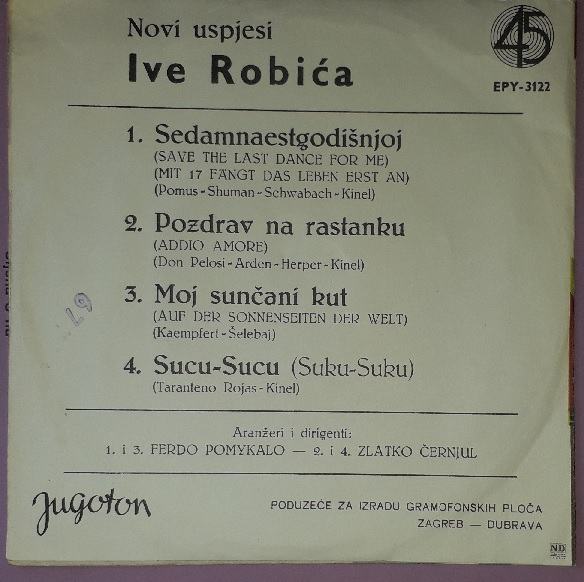 Novi uspjesi
Ive Robića
45
EPY-3122
1. Sedamnaestgodišnjoj
(SAVE THE LAST DANCE FOR ME)
(MIT 17 FÄNGT DAS LEBEN ERST AN)
(Pomus-Shuman-Schwabach-Kinel)
2. Pozdrav na rastanku
(ADDIO AMORE)
(Don Pelosi-Arden-Herper-Kinel)
3. Moj sunčani kut
(AUF DER SONNENSEITEN DER WELT)
(Kaempfert-Šelebaj)
4. Sucu-Sucu (Suku-Suku)
(Taranteno Rojas-Kinel)
Aranžeri i dirigenti:
1. i 3. FERDO POMYKALO — 2. i 4. ZLATKO ČERNJUL
Jugoton
PODUZEĆE ZA IZRADU GRAMOFONSKIH PLOČA
ZAGREB — DUBRAVA
ND